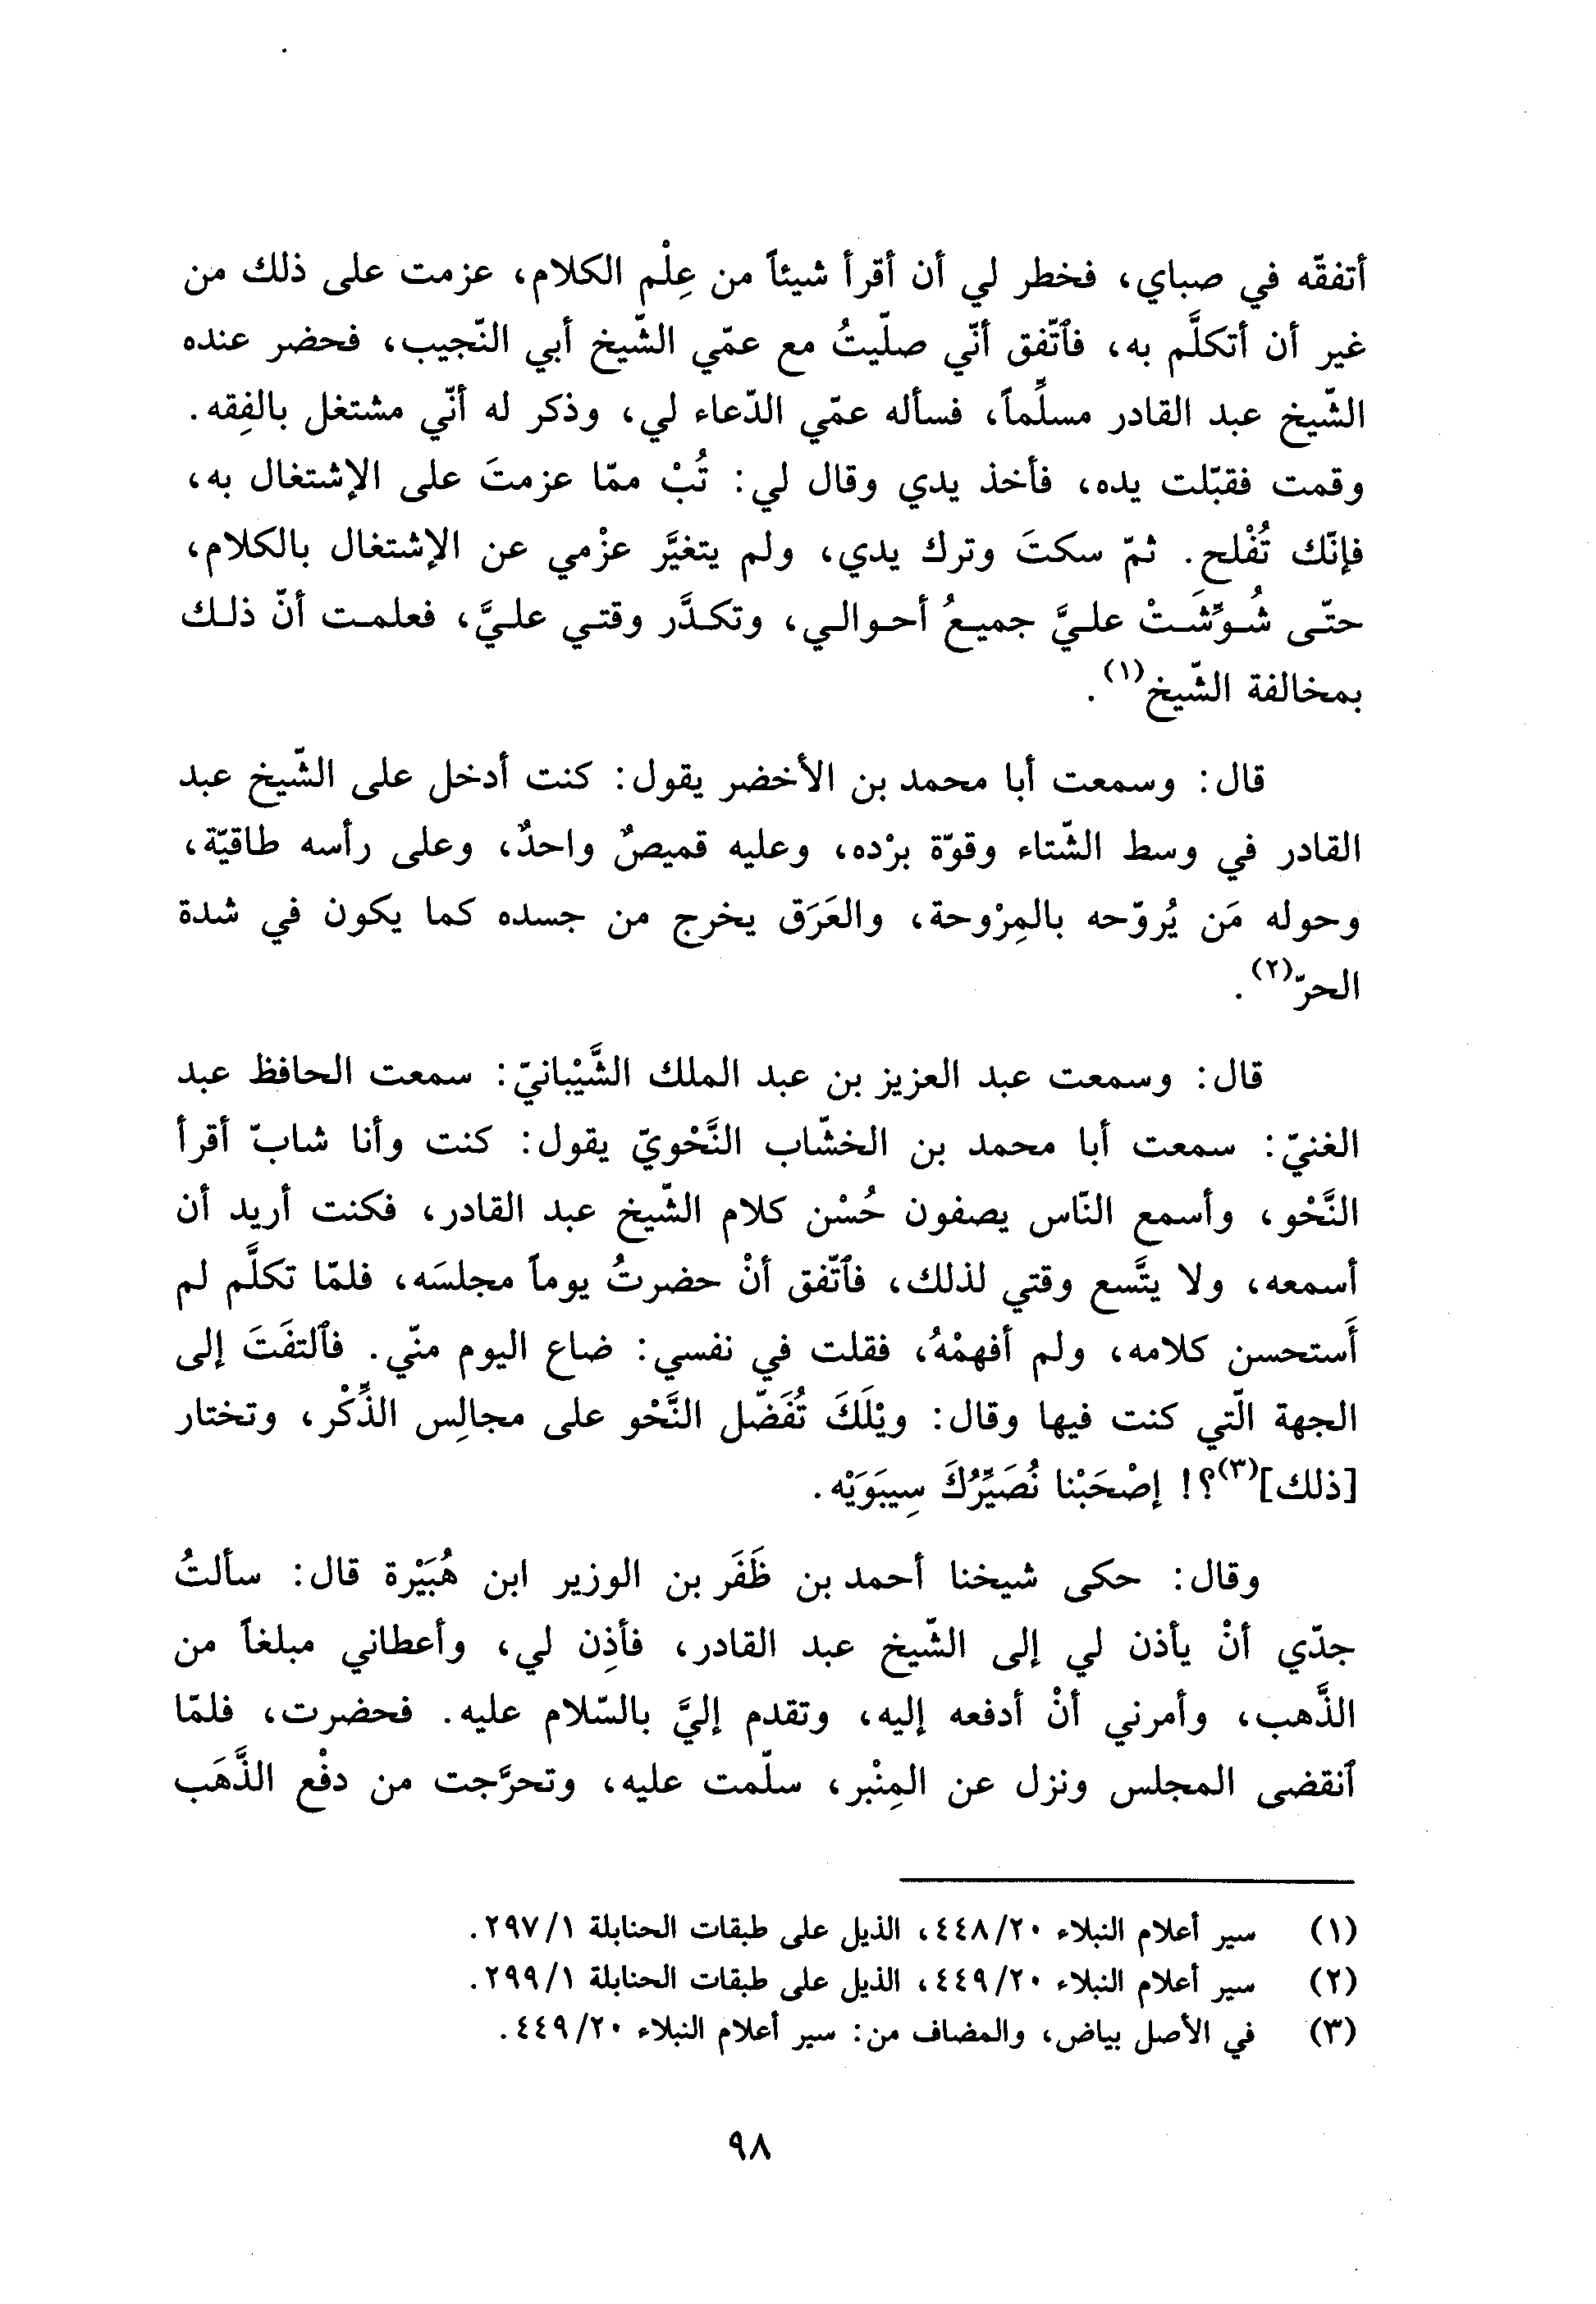 أتفقّه في صباي، فخطر لي أن أقرأ شيئاً من عِلْم الكلام، عزمت على ذلك من
غير أن أتكلَّم به، فٱتّفق أنّي صلّيتُ مع عمّي الشّيخ أبي النّجيب، فحضر عنده
الشّيخ عبد القادر مسلِّماً، فسأله عمّي الدّعاء لي، وذكر له أنّي مشتغل بالفِقه.
وقمت فقبّلت يده، فأخذ يدي وقال لي: تُبْ ممّا عزمتَ على الإشتغال به،
فإنّك تُفْلح. ثمّ سكتَ وترك يدي، ولم يتغيَّر عزْمي عن الإشتغال بالكلام،
حتّى شُوِّشَتْ عليَّ جميعُ أحوالي، وتكدَّر وقتي عليَّ، فعلمت أنّ ذلك
بمخالفة الشّيخ(١).
قال: وسمعت أبا محمد بن الأخضر يقول: كنت أدخل على الشّيخ عبد
القادر في وسط الشّتاء وقوّة برْده، وعليه قميصٌ واحدٌ، وعلى رأسه طاقيّة،
وحوله مَن يُروّحه بالمِرْوحة، والعَرَق يخرج من جسده كما يكون في شدة
الحرّ(٢).
قال: وسمعت عبد العزيز بن عبد الملك الشَّيْبانيّ: سمعت الحافظ عبد
الغنيّ: سمعت أبا محمد بن الخشّاب النَّحْويّ يقول: كنت وأنا شابّ أقرأ
النَّحْو، وأسمع النّاس يصفون حُسْن كلام الشّيخ عبد القادر، فكنت أريد أن
أسمعه، ولا يتَّسع وقتي لذلك، فٱتّفق أنْ حضرتُ يوماً مجلسَه، فلمّا تكلَّم لم
أَستحسن كلامه، ولم أفهمْهُ، فقلت في نفسي: ضاع اليوم منّي. فٱلتفَتَ إلى
الجهة الّتي كنت فيها وقال: ويْلَكَ تُفَضّل النَّحْو على مجالِس الذِّكْر، وتختار
[ذلك](٣)؟! إصْحَبْنا نُصَيِّرُكَ سِيبَوَيْه.
وقال: حكى شيخنا أحمد بن ظَفَر بن الوزير ابن هُبَيْرة قال: سألتُ
جدّي أنْ يأذن لي إلى الشّيخ عبد القادر، فأذِن لي، وأعطاني مبلغاً من
الذَّهب، وأمرني أنْ أدفعه إليه، وتقدم إليَّ بالسّلام عليه. فحضرت، فلمّا
ٱنقضى المجلس ونزل عن المِنْبر، سلّمت عليه، وتحرَّجت من دفْع الذَّهَب
(١) سير أعلام النبلاء ٢٠/٤٤٨، الذيل على طبقات الحنابلة ١/٢٩٧.
(٢) سير أعلام النبلاء ٢٠/٤٤٩، الذيل على طبقات الحنابلة ١/٢٩٩.
(٣) في الأصل بياض، والمضاف من: سير أعلام النبلاء ٢٠/٤٤٩.
٩٨